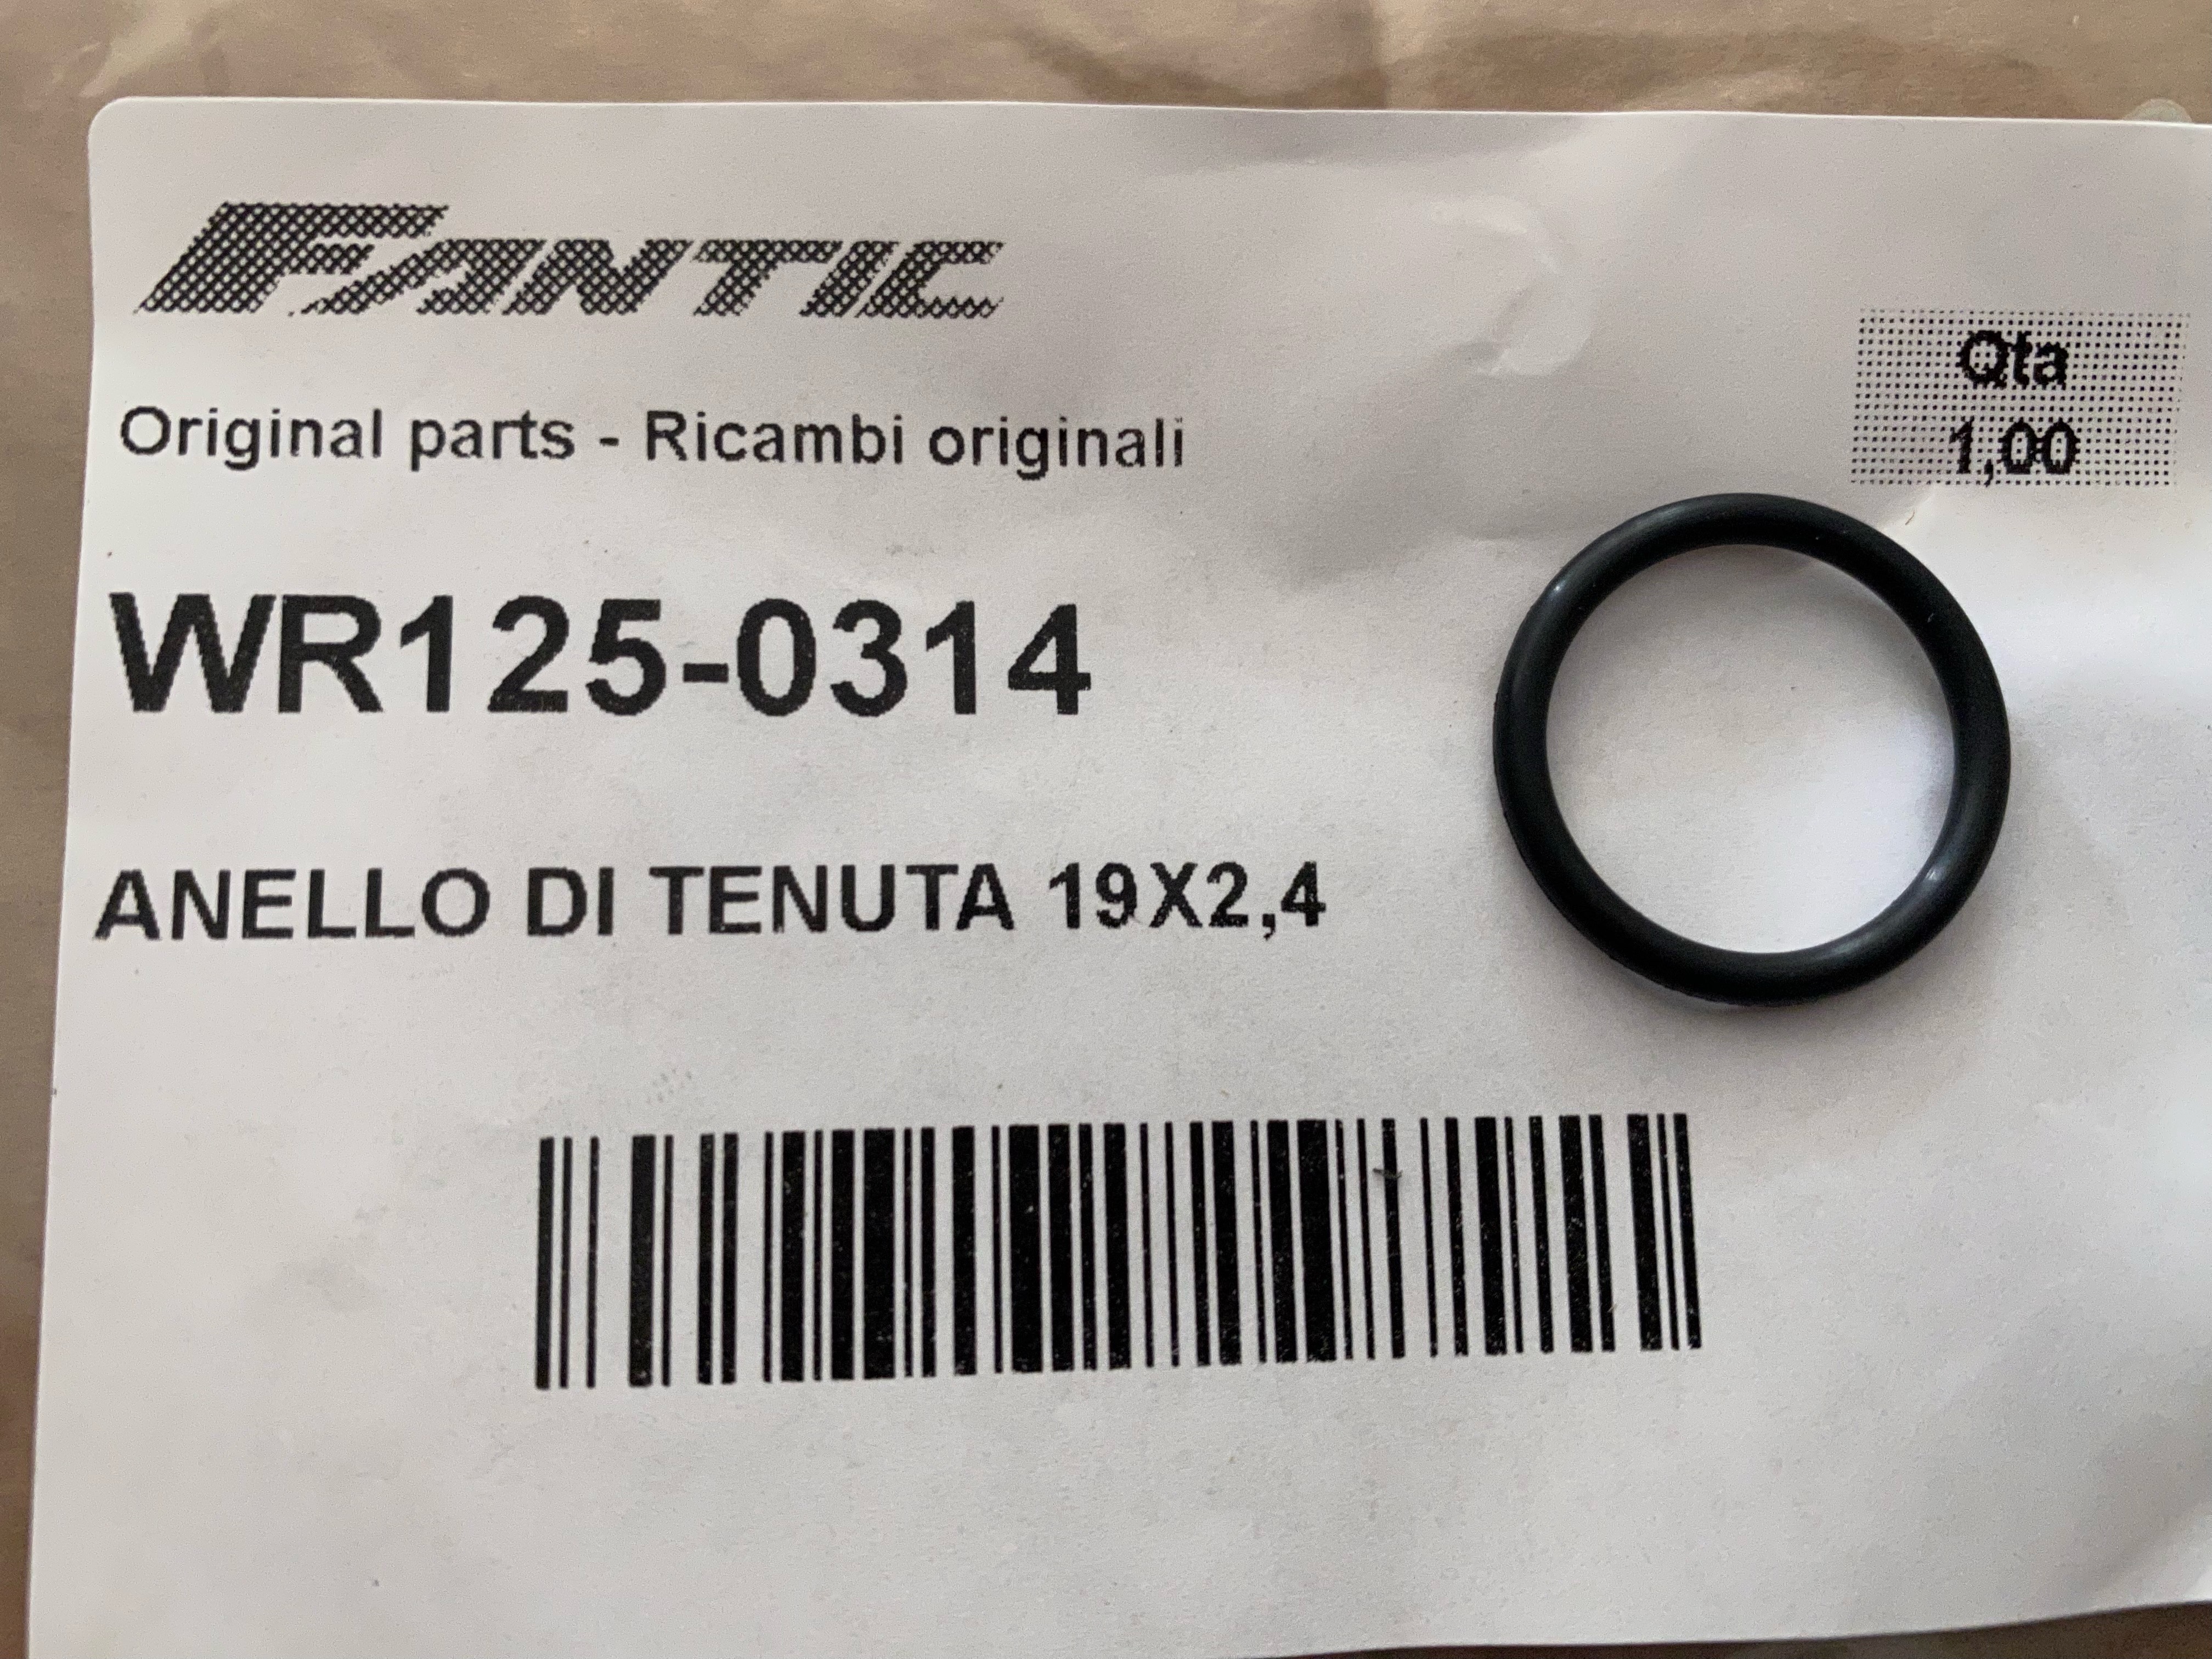 FANTIC
Original parts - Ricambi originali
Qta
1,00
WR125-0314
ANELLO DI TENUTA 19X2,4